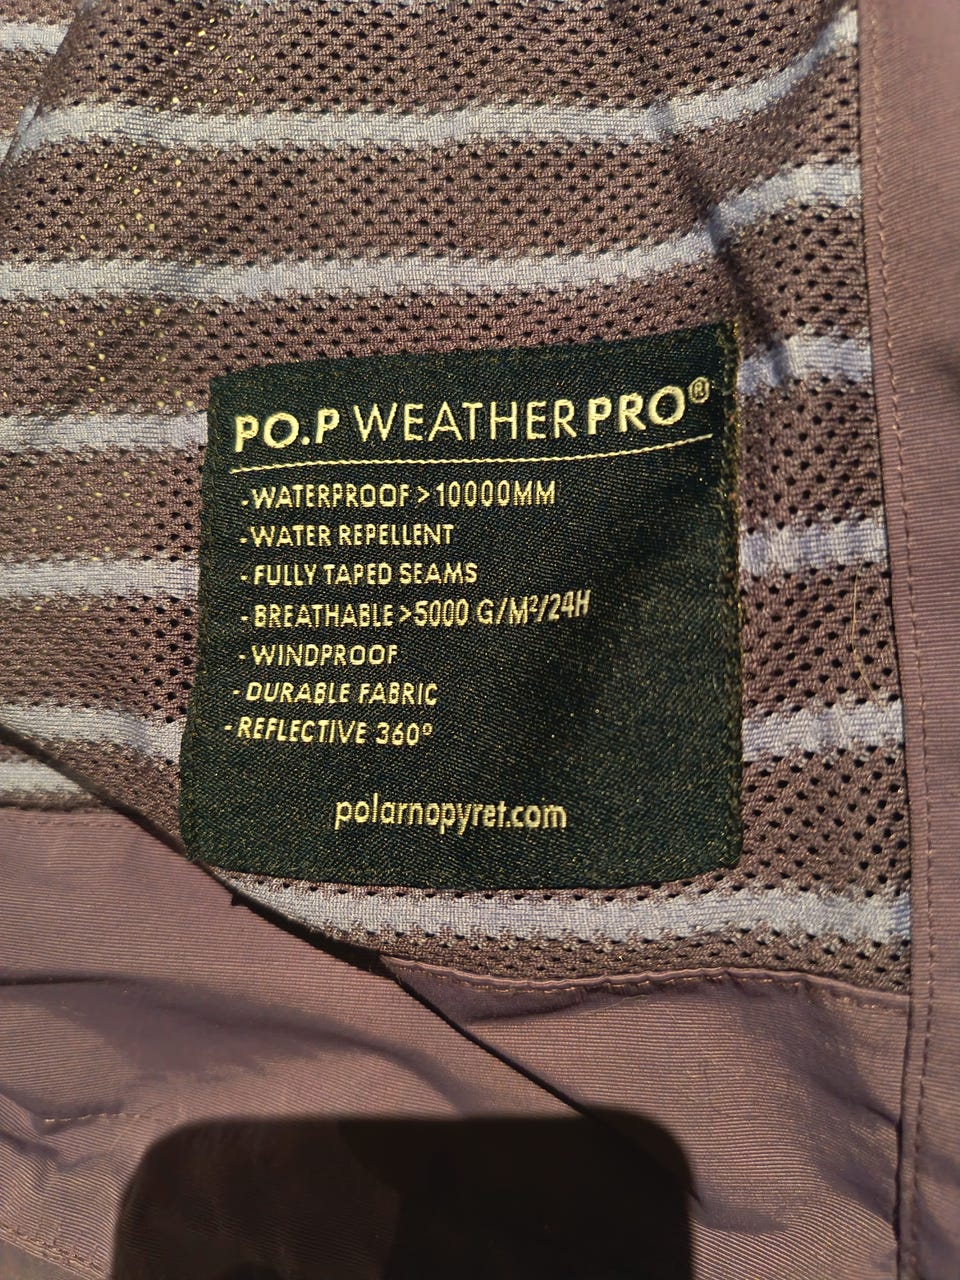 PO.P WEATHERPRO®
-WATERPROOF >10000MM
-WATER REPELLENT
-FULLY TAPED SEAMS
-BREATHABLE >5000 G/M²/24H
-WINDPROOF
-DURABLE FABRIC
-REFLECTIVE 360°
polarnopyret.com